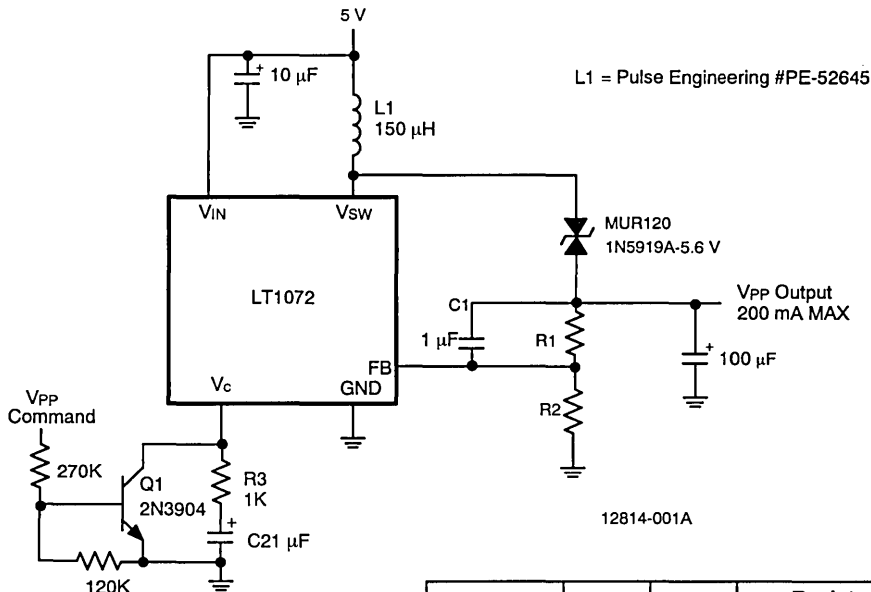 5 V
10 µF
L1 = Pulse Engineering #PE-52645
L1
150 µH
VIN
VSW
MUR120
1N5919A-5.6 V
LT1072
C1
1 µF
R1
VPP Output
200 mA MAX
100 µF
FB
VC
GND
R2
VPP
Command
270K
Q1
2N3904
R3
1K
C21 µF
120K
12814-001A